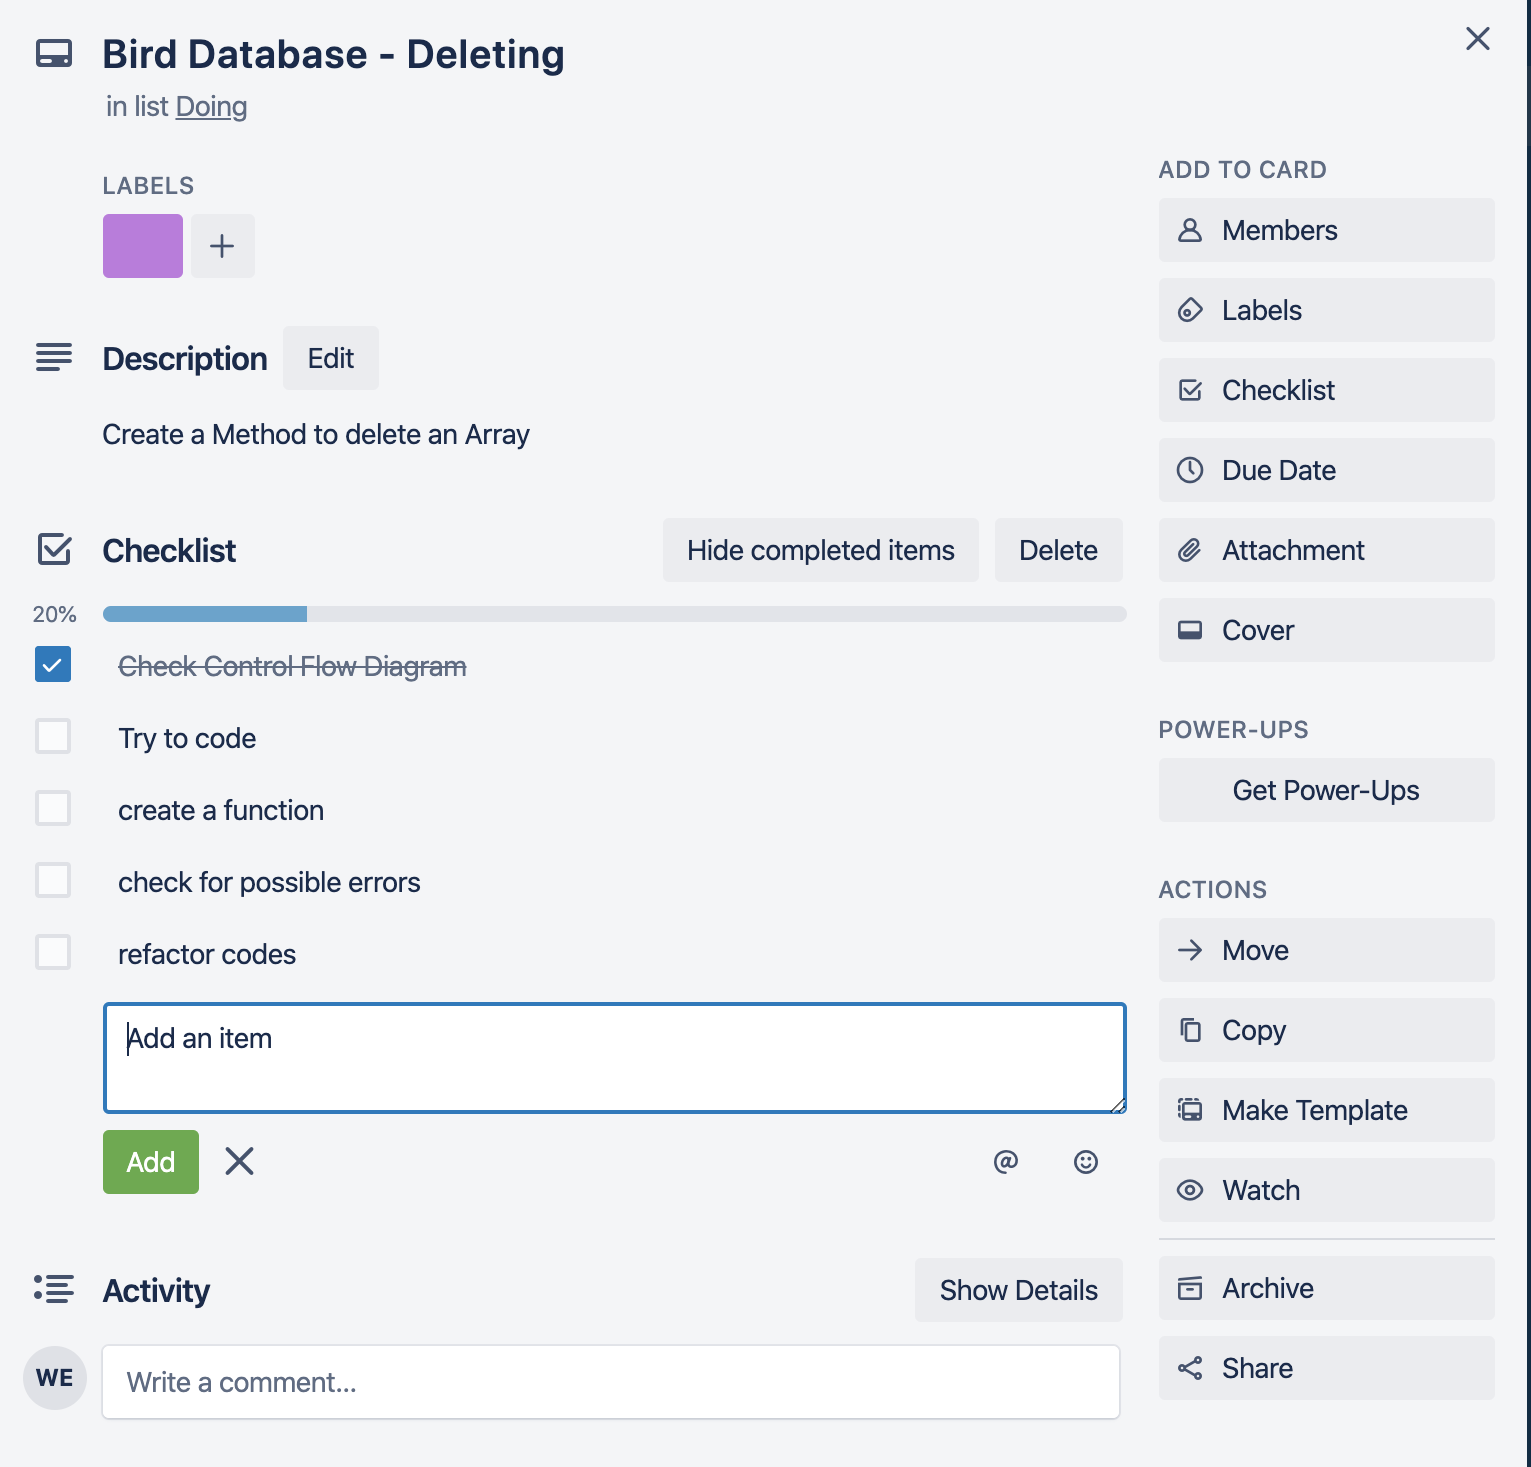 Bird Database - Deleting
in list Doing
LABELS
Description
Edit
Create a Method to delete an Array
Checklist
Hide completed items
Delete
20%
Check Control Flow Diagram
Try to code
create a function
check for possible errors
refactor codes
Add an item
Add
@
Activity
Show Details
WE
Write a comment...
ADD TO CARD
Members
Labels
Checklist
Due Date
Attachment
Cover
POWER-UPS
Get Power-Ups
ACTIONS
Move
Copy
Make Template
Watch
Archive
Share